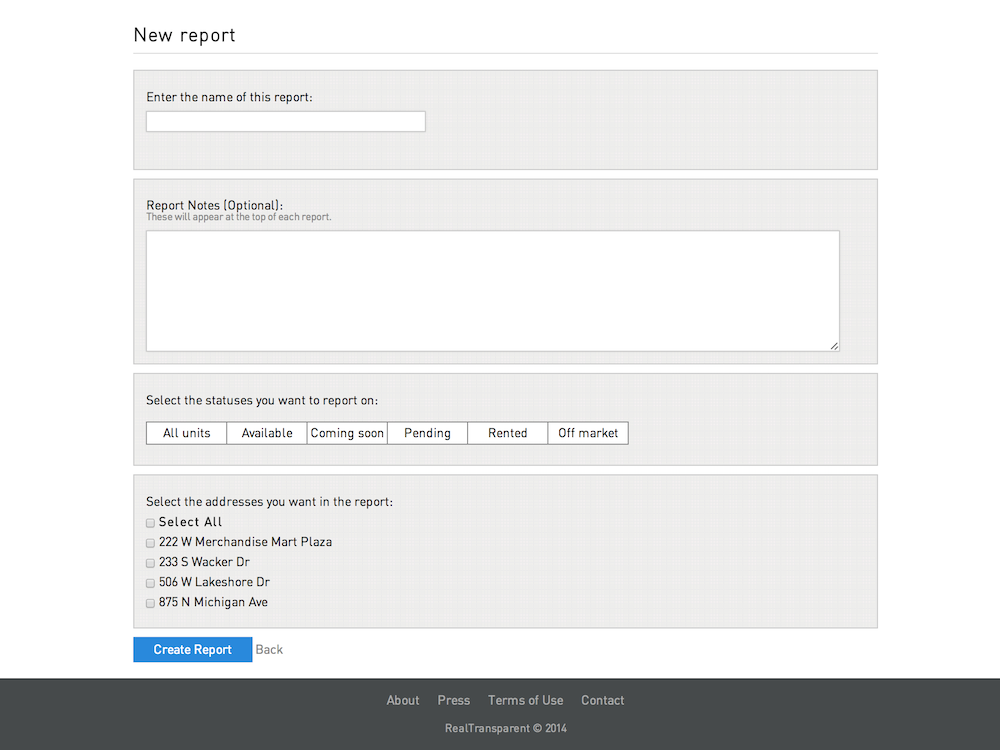 New report
Enter the name of this report:
Report Notes (Optional):
These will appear at the top of each report.
Select the statuses you want to report on:
All units Available Coming soon Pending Rented Off market
Select the addresses you want in the report:
Select All
222 W Merchandise Mart Plaza
233 S Wacker Dr
506 W Lakeshore Dr
875 N Michigan Ave
Create Report Back
About Press Terms of Use Contact
RealTransparent © 2014